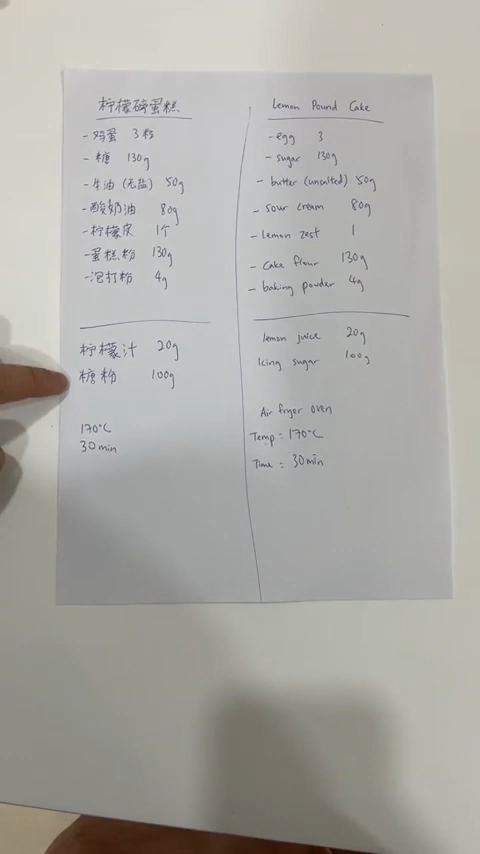 柠檬磅蛋糕
-鸡蛋 3粒
-糖 130g
-牛油(无盐) 50g
-酸奶油 80g
-柠檬皮 1个
-蛋糕粉 130g
-泡打粉 4g
柠檬汁 20g
糖粉 100g
170°C
30min
Lemon Pound Cake
-egg 3
-sugar 130g
- butter (unsalted) 50g
- sour cream 80g
- Lemon zest 1
- Cake flour 130g
- baking powder 4g
Lemon juice 20g
Icing sugar 100g
Air fryer oven
Temp = 170°C
Time = 30min